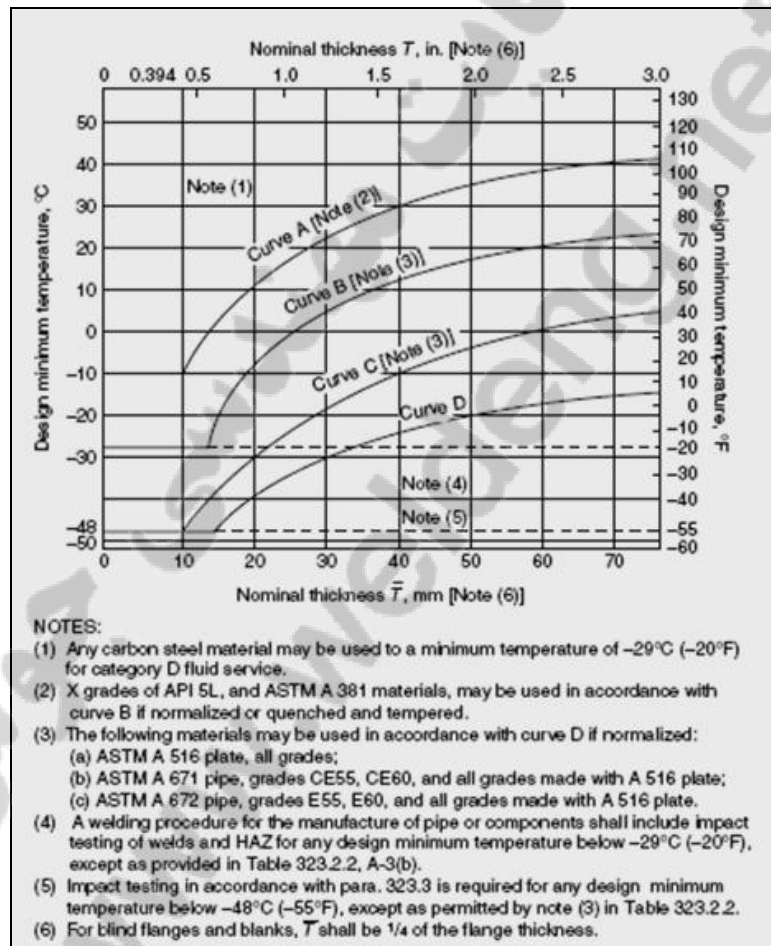 Nominal thickness T, in. [Note (6)]
0 0.394 0.5 1.0 1.5 2.0 2.5 3.0
Design minimum temperature, °C
50
40
30
20
10
0
–10
–20
–30
–48
–50
Note (1)
Curve A [Note (2)]
Curve B [Note (3)]
Curve C [Note (3)]
Curve D
Note (4)
Note (5)
130
120
110
100
90
80
70
60
50
40
30
20
10
0
–10
–20
–30
–40
–55
–60
Design minimum temperature, °F
0 10 20 30 40 50 60 70
Nominal thickness T̅, mm [Note (6)]
NOTES:
(1) Any carbon steel material may be used to a minimum temperature of –29°C (–20°F)
for category D fluid service.
(2) X grades of API 5L, and ASTM A 381 materials, may be used in accordance with
curve B if normalized or quenched and tempered.
(3) The following materials may be used in accordance with curve D if normalized:
(a) ASTM A 516 plate, all grades;
(b) ASTM A 671 pipe, grades CE55, CE60, and all grades made with A 516 plate;
(c) ASTM A 672 pipe, grades E55, E60, and all grades made with A 516 plate.
(4) A welding procedure for the manufacture of pipe or components shall include impact
testing of welds and HAZ for any design minimum temperature below –29°C (–20°F),
except as provided in Table 323.2.2, A-3(b).
(5) Impact testing in accordance with para. 323.3 is required for any design minimum
temperature below –48°C (–55°F), except as permitted by note (3) in Table 323.2.2.
(6) For blind flanges and blanks, T̅ shall be 1/4 of the flange thickness.